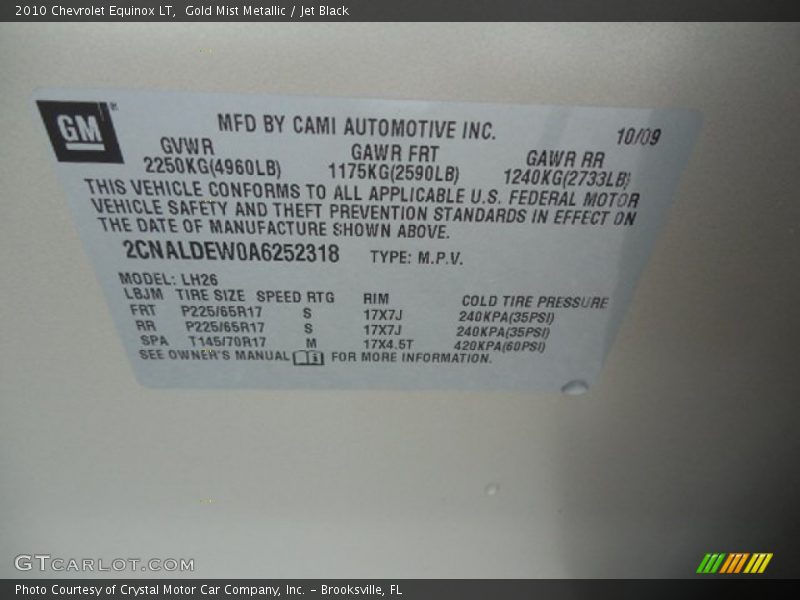 2010 Chevrolet Equinox LT,  Gold Mist Metallic / Jet Black
GM®
MFD BY CAMI AUTOMOTIVE INC.
10/09
GVWR
GAWR FRT
GAWR RR
2250KG(4960LB)
1175KG(2590LB)
1240KG(2733LB)
THIS VEHICLE CONFORMS TO ALL APPLICABLE U.S. FEDERAL MOTOR
VEHICLE SAFETY AND THEFT PREVENTION STANDARDS IN EFFECT ON
THE DATE OF MANUFACTURE SHOWN ABOVE.
2CNALDEW0A6252318 TYPE: M.P.V.
MODEL: LH26
LBJM TIRE SIZE SPEED RTG RIM COLD TIRE PRESSURE
FRT P225/65R17 S 17X7J 240KPA(35PSI)
RR P225/65R17 S 17X7J 240KPA(35PSI)
SPA T145/70R17 M 17X4.5T 420KPA(60PSI)
SEE OWNER'S MANUAL FOR MORE INFORMATION.
GTCARLOT.COM
Photo Courtesy of Crystal Motor Car Company, Inc. – Brooksville, FL